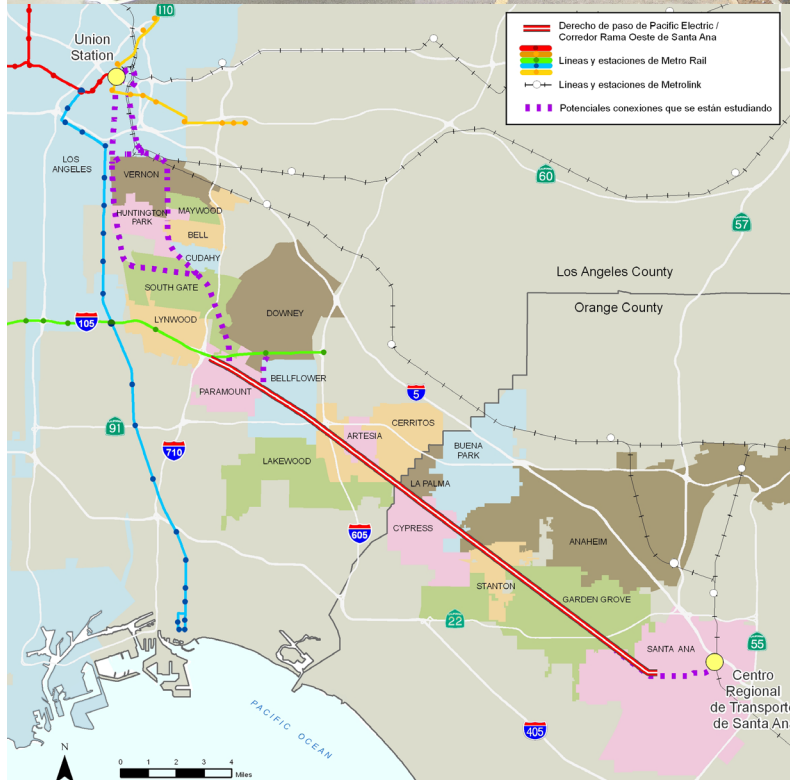 110
Union
Station
Derecho de paso de Pacific Electric /
Corredor Rama Oeste de Santa Ana
Lineas y estaciones de Metro Rail
Lineas y estaciones de Metrolink
Potenciales conexiones que se están estudiando
LOS
ANGELES
VERNON
60
57
HUNTINGTON
PARK
MAYWOOD
BELL
CUDAHY
Los Angeles County
Orange County
SOUTH GATE
LYNWOOD
DOWNEY
105
PARAMOUNT
BELLFLOWER
5
91
710
ARTESIA
CERRITOS
BUENA
PARK
LAKEWOOD
LA PALMA
605
CYPRESS
ANAHEIM
STANTON
GARDEN GROVE
22
SANTA ANA
55
Centro
Regional
de Transporte
de Santa Ana
405
PACIFIC OCEAN
N
0 1 2 3 4
Miles